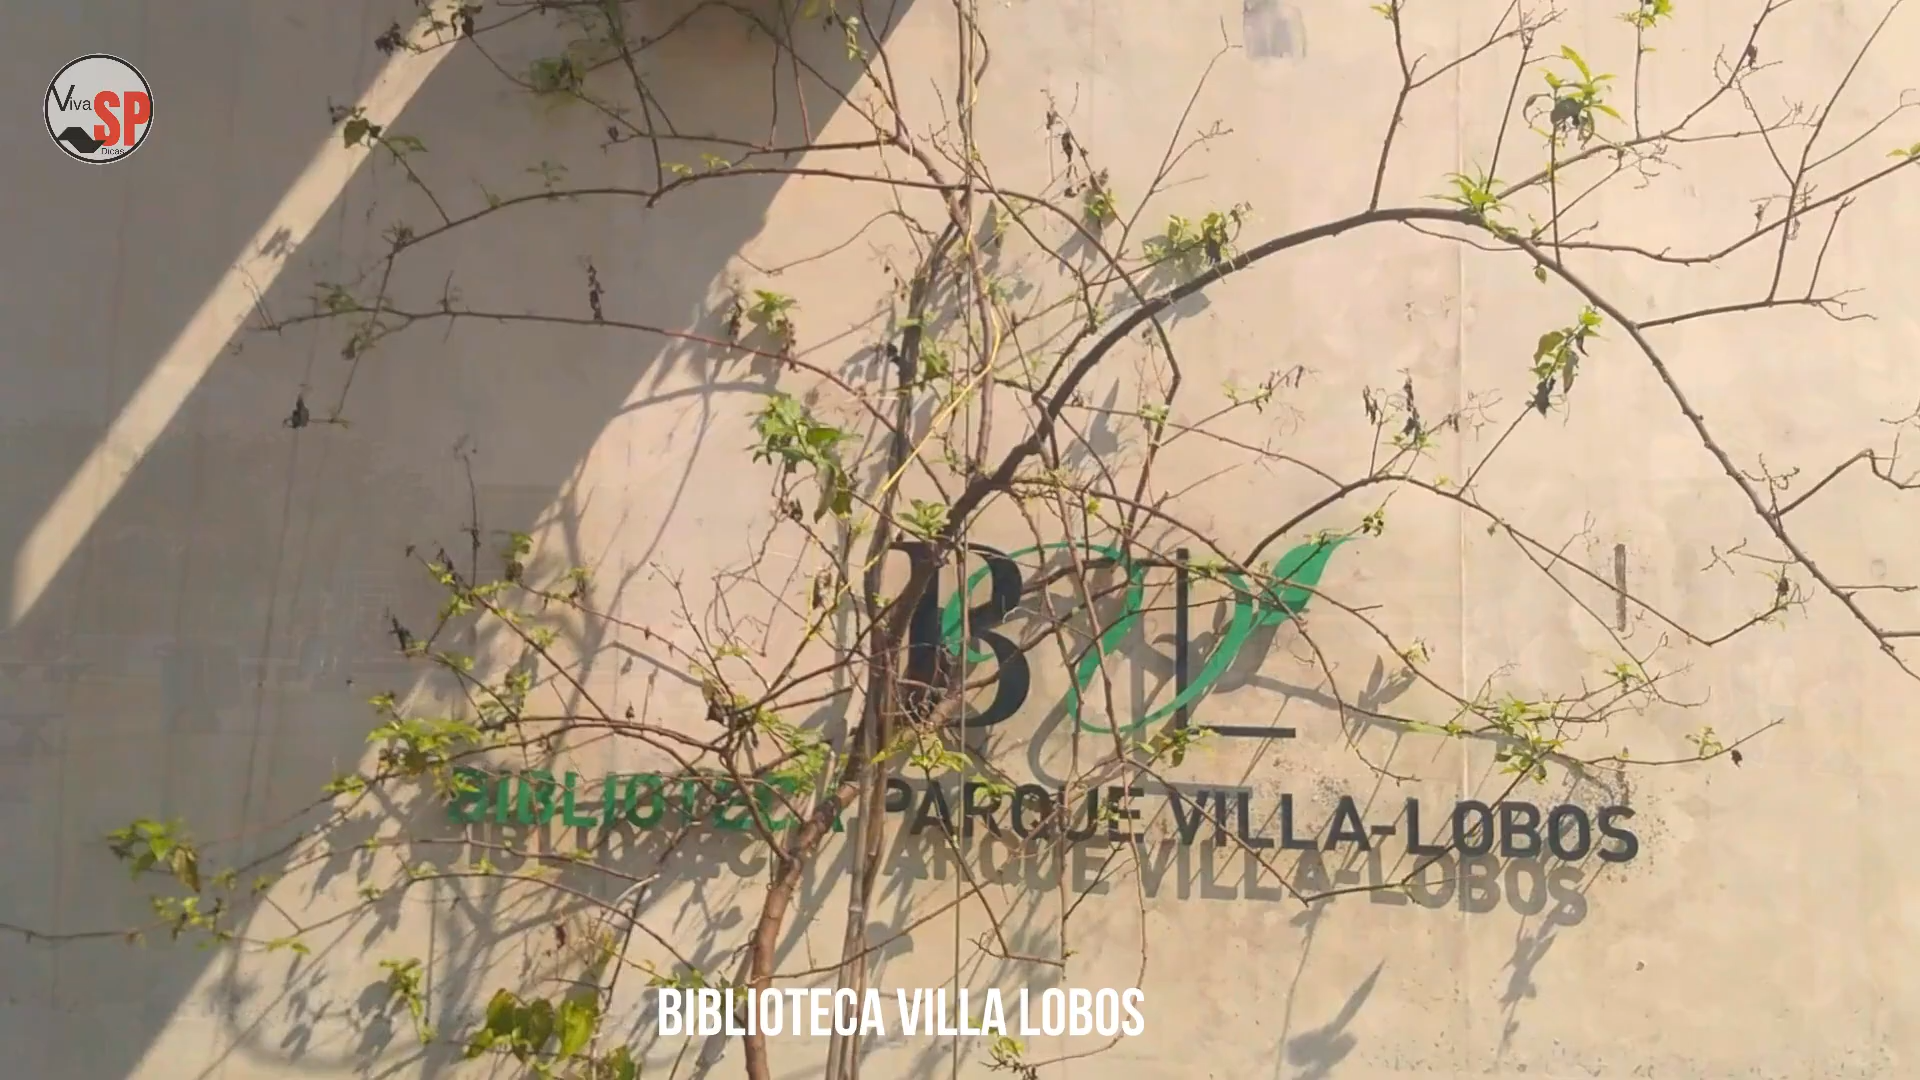 Viva
SP
Dicas
BVL
BIBLIOTECA PARQUE VILLA-LOBOS
BIBLIOTECA VILLA LOBOS